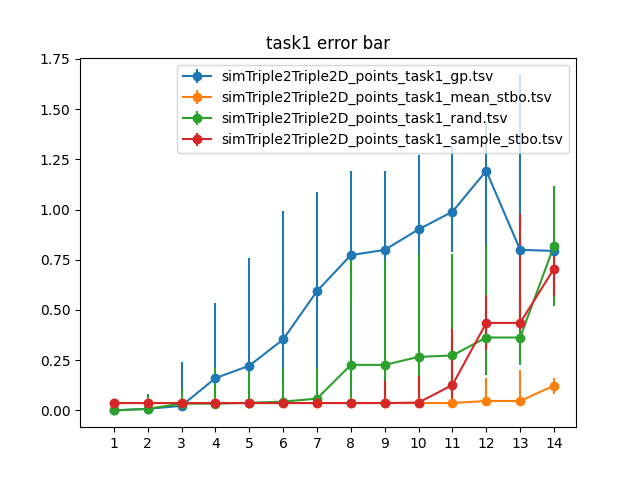 task1 error bar
simTriple2Triple2D_points_task1_gp.tsv
simTriple2Triple2D_points_task1_mean_stbo.tsv
simTriple2Triple2D_points_task1_rand.tsv
simTriple2Triple2D_points_task1_sample_stbo.tsv
1.75
1.50
1.25
1.00
0.75
0.50
0.25
0.00
1 2 3 4 5 6 7 8 9 10 11 12 13 14